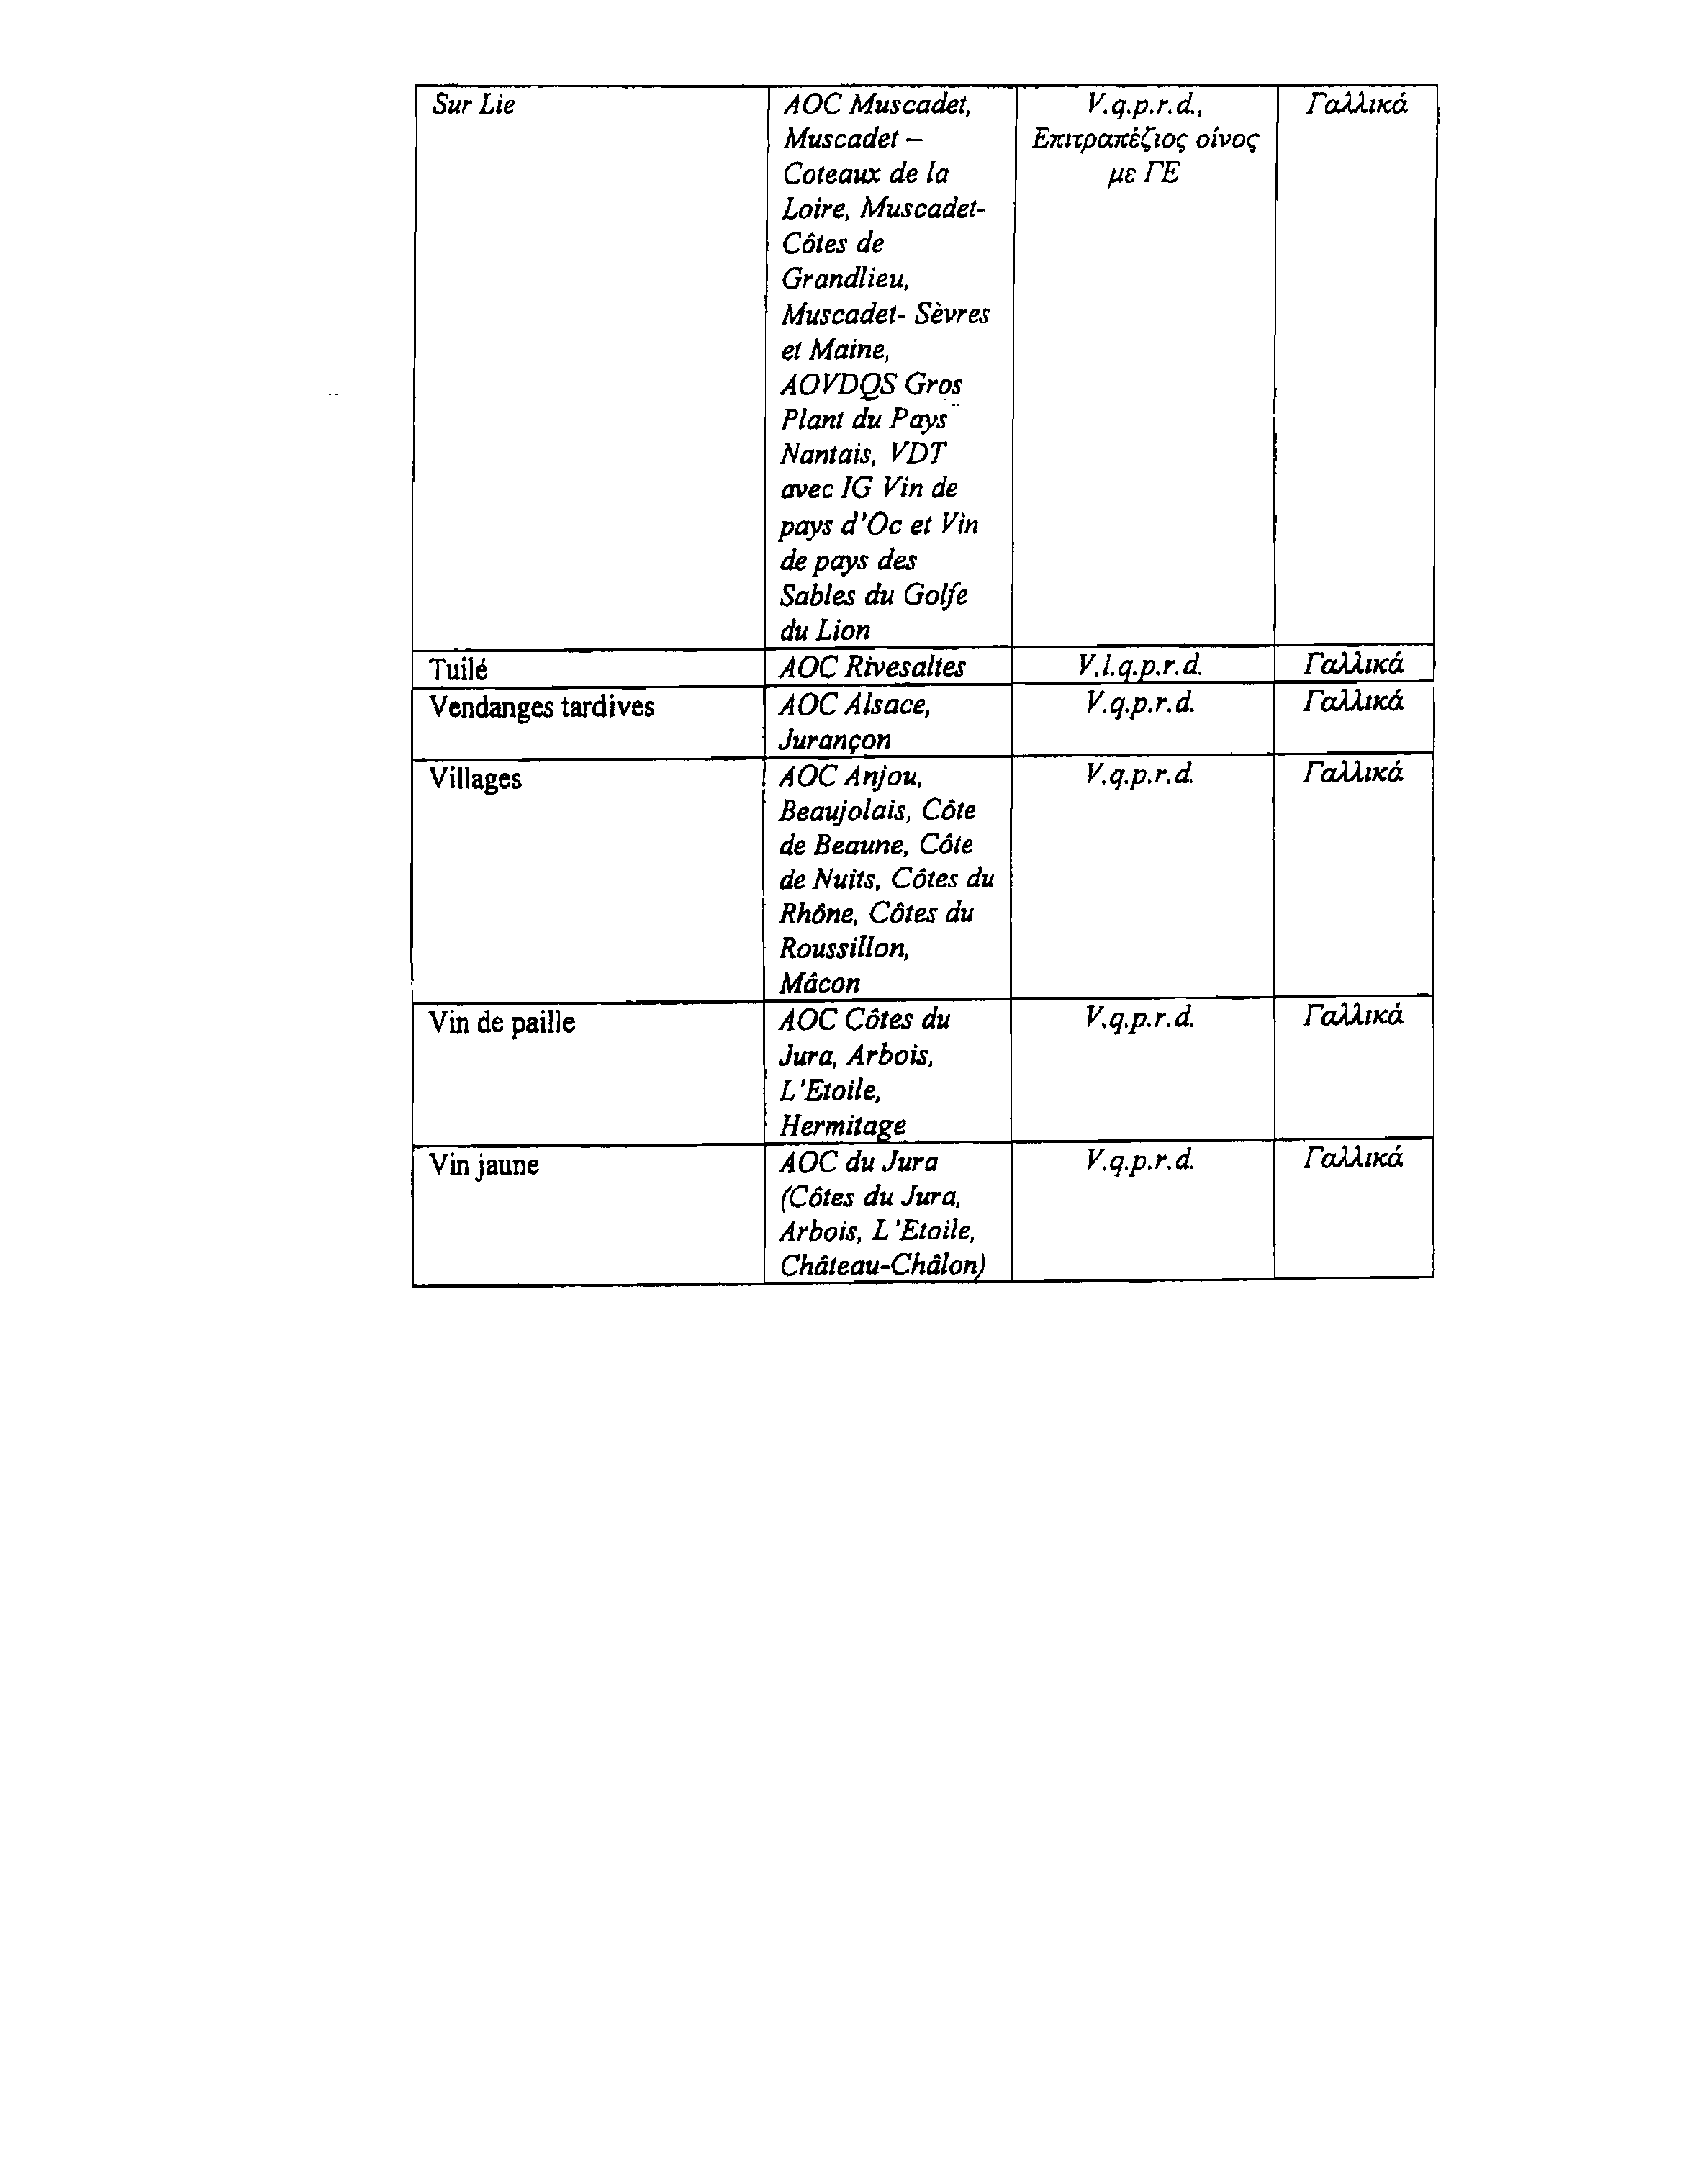 Sur Lie
AOC Muscadet,
Muscadet –
Coteaux de la
Loire, Muscadet-
Côtes de
Grandlieu,
Muscadet- Sèvres
et Maine,
AOVDQS Gros
Plant du Pays
Nantais, VDT
avec IG Vin de
pays d'Oc et Vin
de pays des
Sables du Golfe
du Lion
V.q.p.r.d.,
Επιτραπέζιος οίνος
με ΓΕ
Γαλλικά
Tuilé
AOC Rivesaltes
V.l.q.p.r.d.
Γαλλικά
Vendanges tardives
AOC Alsace,
Jurançon
V.q.p.r.d.
Γαλλικά
Villages
AOC Anjou,
Beaujolais, Côte
de Beaune, Côte
de Nuits, Côtes du
Rhône, Côtes du
Roussillon,
Mâcon
V.q.p.r.d.
Γαλλικά
Vin de paille
AOC Côtes du
Jura, Arbois,
L'Etoile,
Hermitage
V.q.p.r.d.
Γαλλικά
Vin jaune
AOC du Jura
(Côtes du Jura,
Arbois, L'Etoile,
Château-Châlon)
V.q.p.r.d.
Γαλλικά